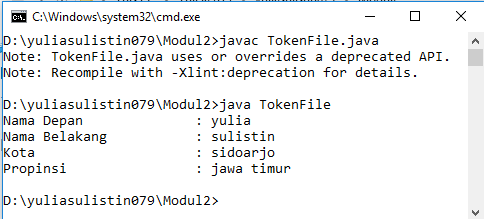 C:\Windows\system32\cmd.exe
D:\yuliasulistin079\Modul2>javac TokenFile.java
Note: TokenFile.java uses or overrides a deprecated API.
Note: Recompile with -Xlint:deprecation for details.
D:\yuliasulistin079\Modul2>java TokenFile
Nama Depan : yulia
Nama Belakang : sulistin
Kota : sidoarjo
Propinsi : jawa timur
D:\yuliasulistin079\Modul2>